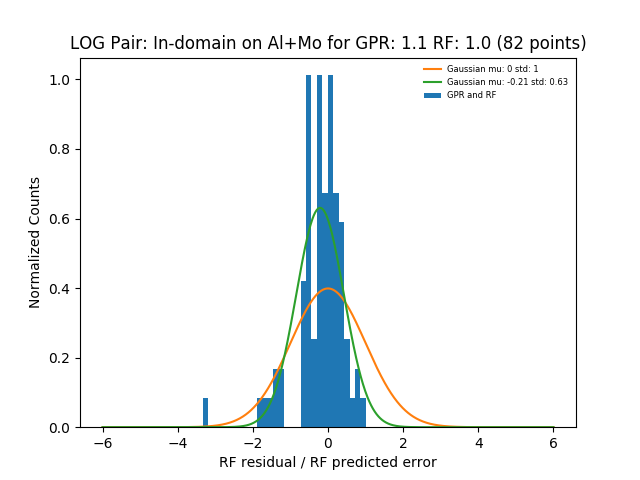 LOG Pair: In-domain on Al+Mo for GPR: 1.1 RF: 1.0 (82 points)
Gaussian mu: 0 std: 1
Gaussian mu: -0.21 std: 0.63
GPR and RF
Normalized Counts
1.0
0.8
0.6
0.4
0.2
0.0
−6
−4
−2
0
2
4
6
RF residual / RF predicted error